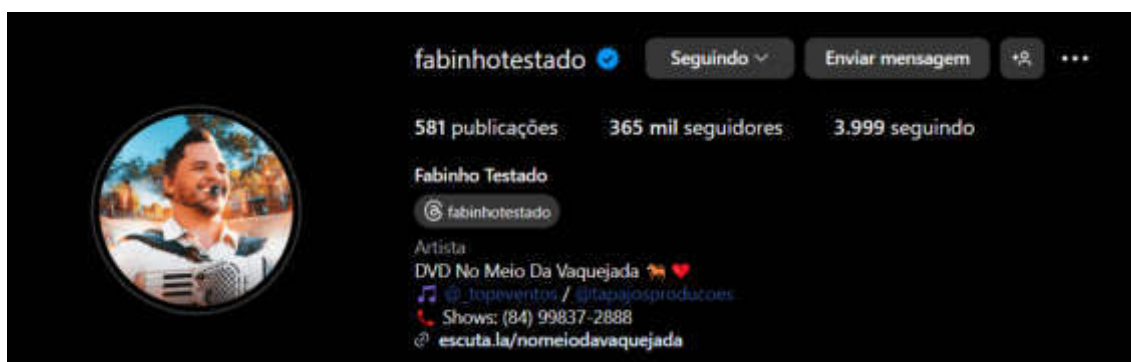 fabinhotestado Seguindo Enviar mensagem
581 publicações 365 mil seguidores 3.999 seguindo
Fabinho Testado
fabinhotestado
Artista
DVD No Meio Da Vaquejada
@_topeventos / @tapajosproducoes
Shows: (84) 99837-2888
escuta.la/nomeiodavaquejada